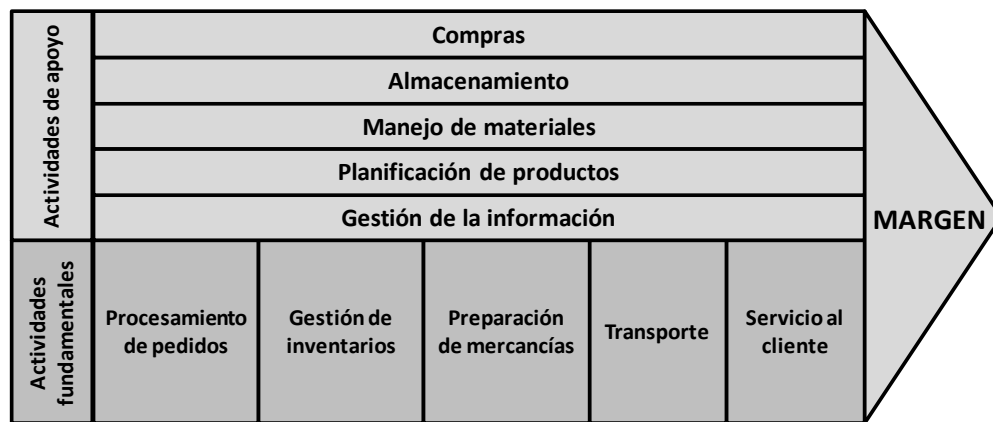 Actividades de apoyo
Compras
Almacenamiento
Manejo de materiales
Planificación de productos
Gestión de la información
MARGEN
Actividades
fundamentales
Procesamiento
de pedidos
Gestión de
inventarios
Preparación
de mercancías
Transporte
Servicio al
cliente